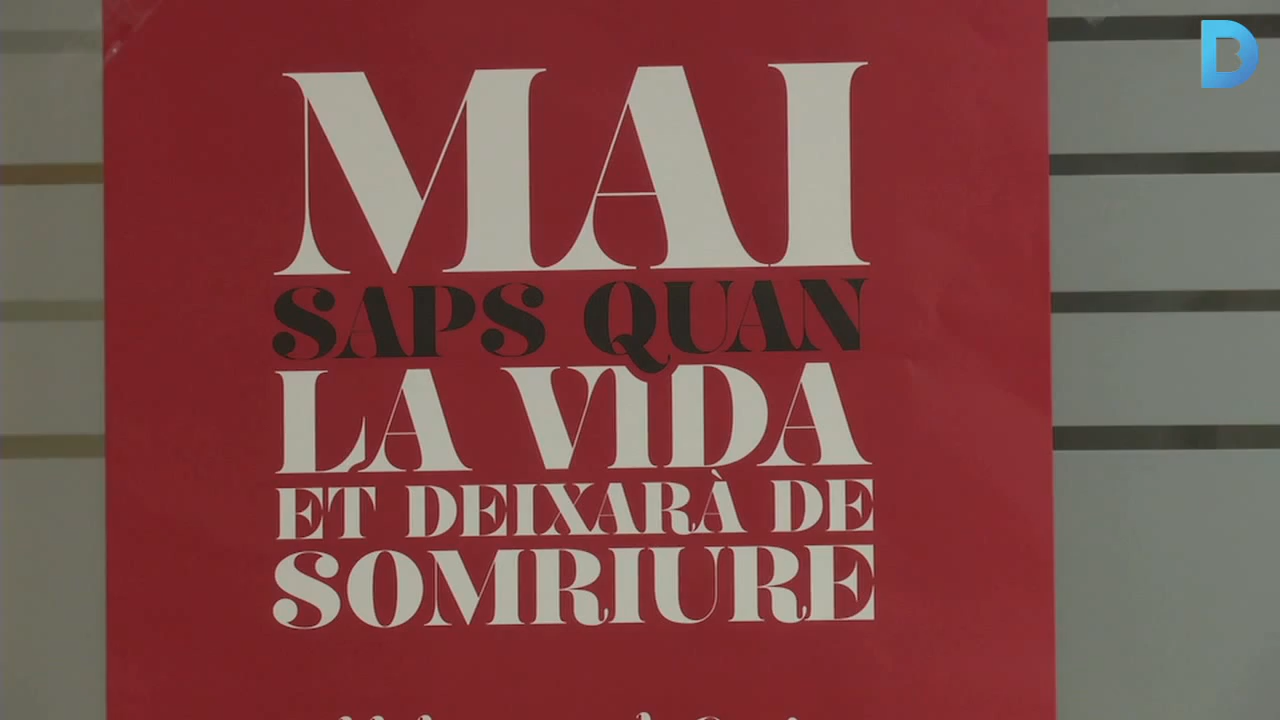 MAI
SAPS QUAN
LA VIDA
ET DEIXARÀ DE
SOMRIURE